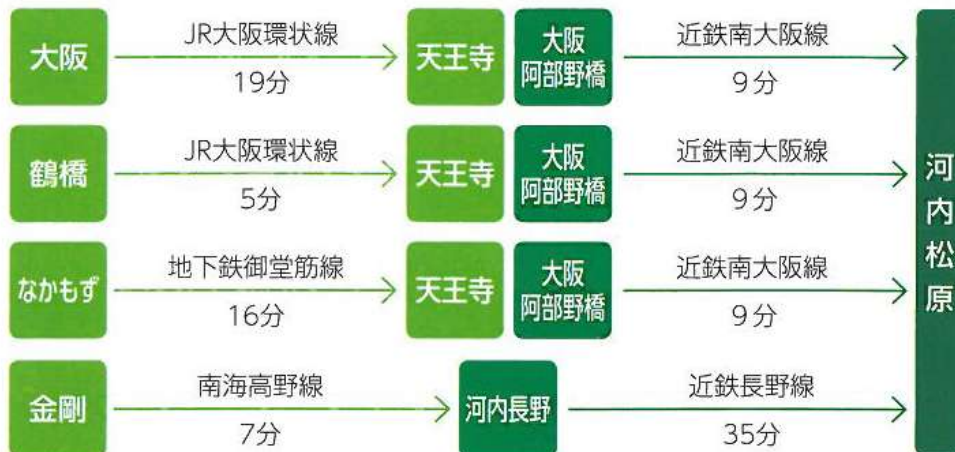 大阪
JR大阪環状線
19分
天王寺
大阪
阿部野橋
近鉄南大阪線
9分
鶴橋
JR大阪環状線
5分
天王寺
大阪
阿部野橋
近鉄南大阪線
9分
なかもず
地下鉄御堂筋線
16分
天王寺
大阪
阿部野橋
近鉄南大阪線
9分
金剛
南海高野線
7分
河内長野
近鉄長野線
35分
河内松原